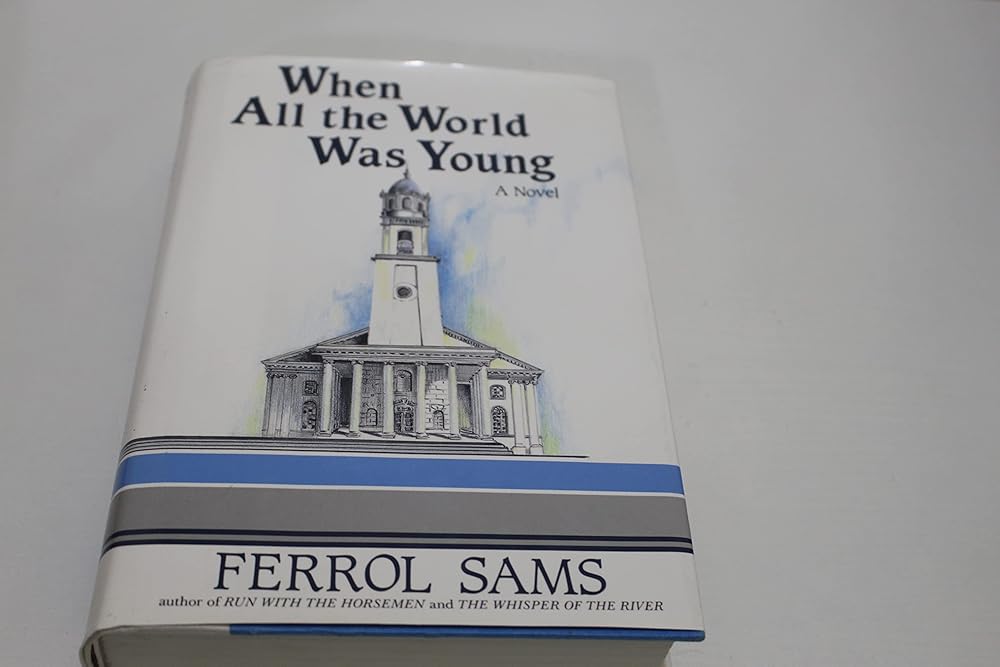 When
All the World
Was Young
A Novel
FERROL SAMS
author of RUN WITH THE HORSEMEN and THE WHISPER OF THE RIVER